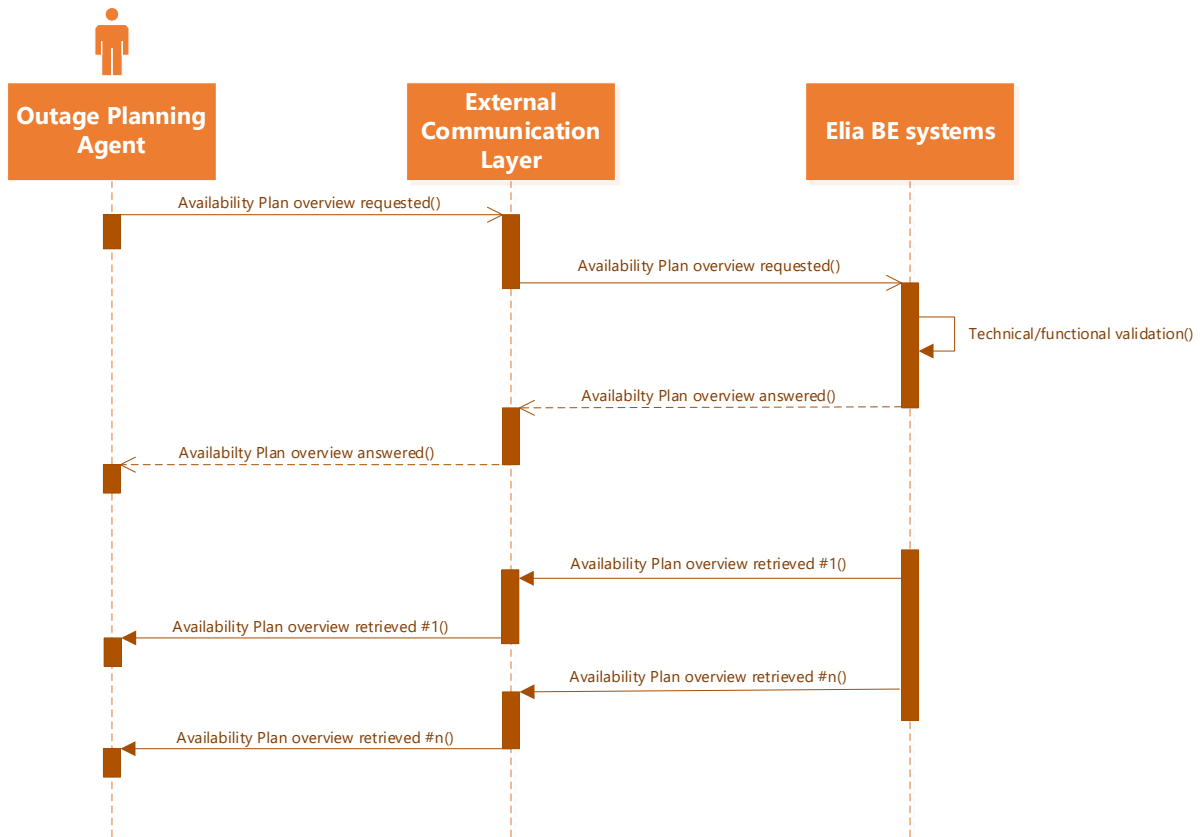 Outage Planning
Agent
External
Communication
Layer
Elia BE systems
Availability Plan overview requested()
Availability Plan overview requested()
Technical/functional validation()
Availabilty Plan overview answered()
Availabilty Plan overview answered()
Availability Plan overview retrieved #1()
Availability Plan overview retrieved #1()
Availability Plan overview retrieved #n()
Availability Plan overview retrieved #n()